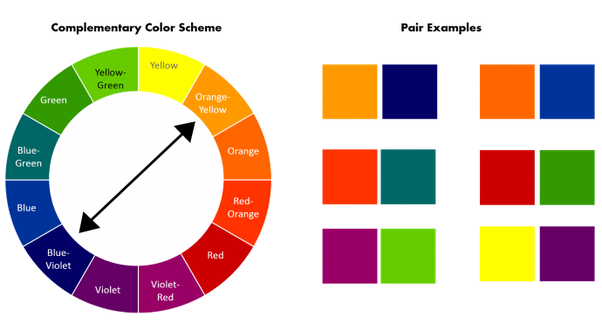 Complementary Color Scheme
Pair Examples
Yellow
Yellow-
Green
Orange-
Yellow
Green
Orange
Blue-
Green
Blue
Red-
Orange
Blue-
Violet
Red
Violet
Violet-
Red